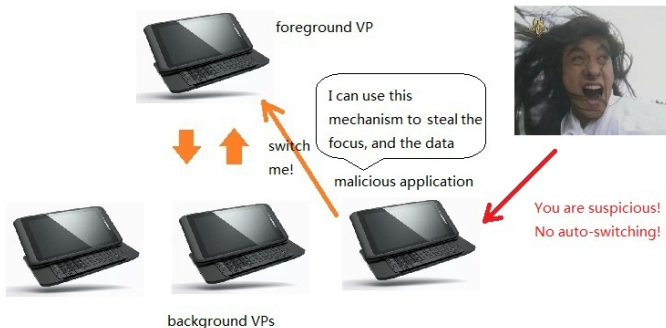 foreground VP
I can use this
mechanism to steal the
focus, and the data
switch
me!
malicious application
You are suspicious!
No auto-switching!
background VPs